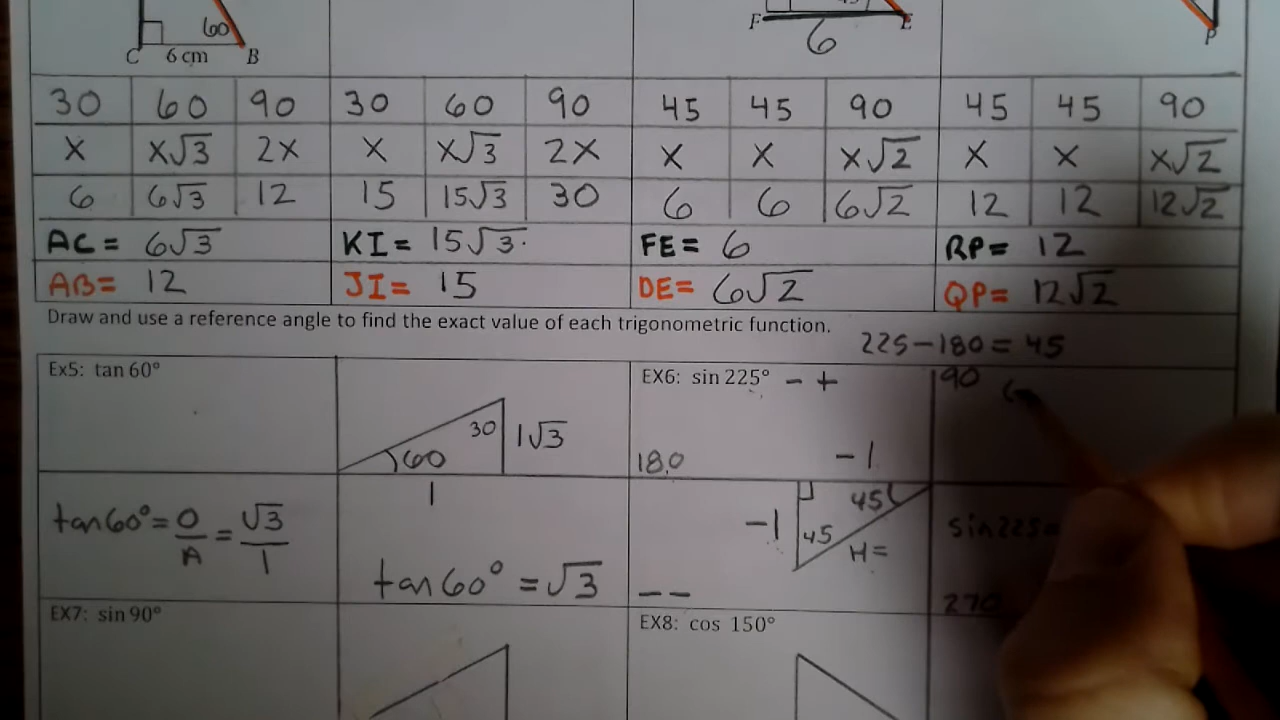 60
C 6 cm B
F E
6
P
30 60 90 30 60 90 45 45 90 45 45 90
X X√3 2X X X√3 2X X X X√2 X X X√2
6 6√3 12 15 15√3 30 6 6 6√2 12 12 12√2
AC = 6√3 KI = 15√3 FE = 6 RP = 12
AB = 12 JI = 15 DE = 6√2 QP = 12√2
Draw and use a reference angle to find the exact value of each trigonometric function.
225 - 180 = 45
Ex5: tan 60°
30 1√3
60
1
EX6: sin 225° - +
90
180 -1
tan60° = O/A = √3/1
tan 60° = √3
-1 45 45
H =
- -
sin 225 =
270
EX7: sin 90°
EX8: cos 150°